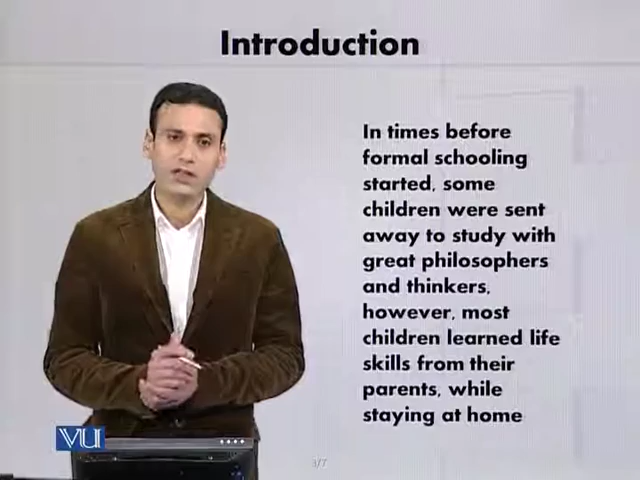 Introduction
In times before
formal schooling
started, some
children were sent
away to study with
great philosophers
and thinkers,
however, most
children learned life
skills from their
parents, while
staying at home
VU